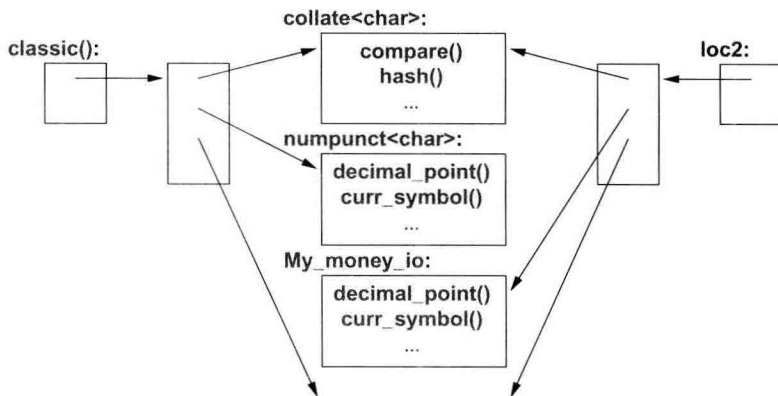 collate<char>:
classic():
loc2:
compare()
hash()
...
numpunct<char>:
decimal_point()
curr_symbol()
...
My_money_io:
decimal_point()
curr_symbol()
...